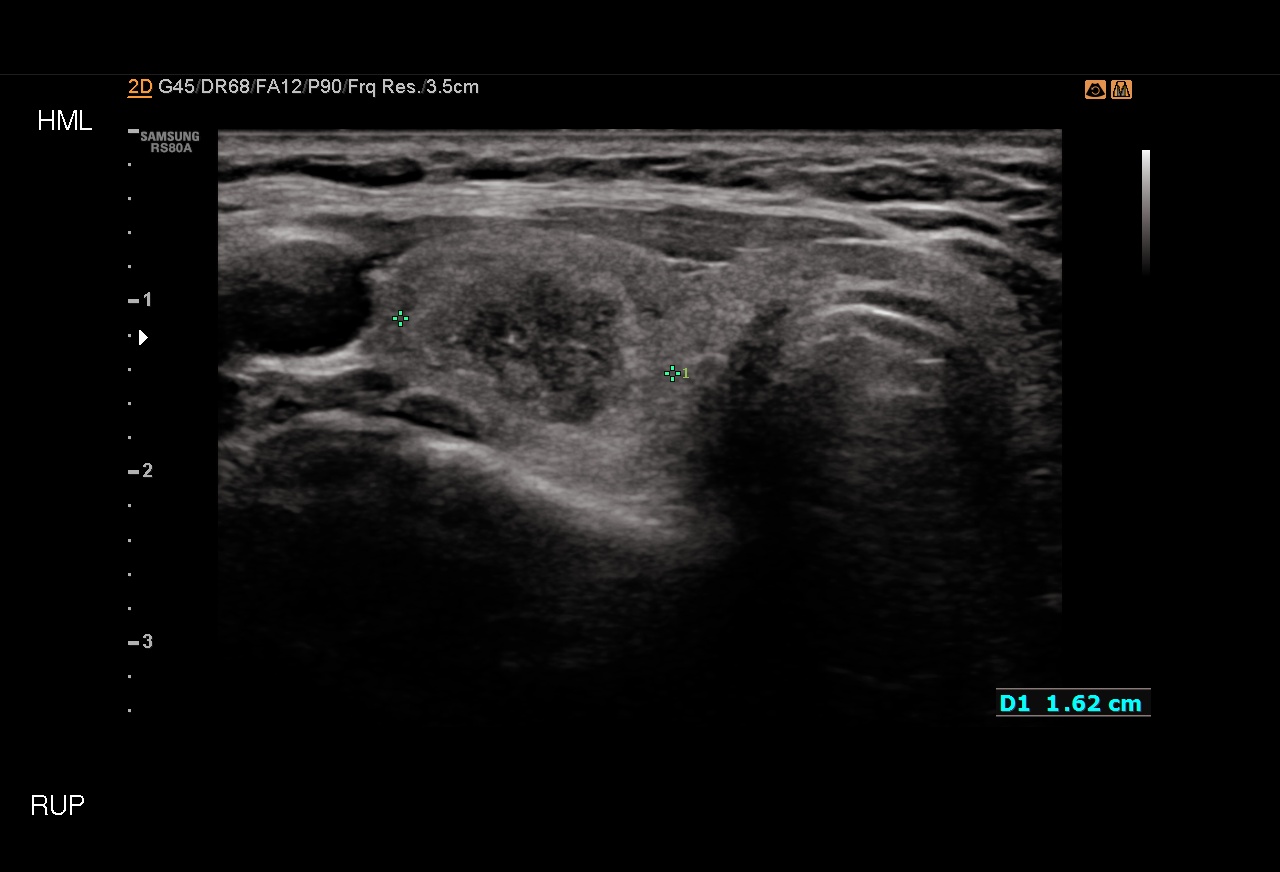 2D G45/DR68/FA12/P90/Frq Res./3.5cm
HML
SAMSUNG
RS80A
1
1
2
3
D1 1.62 cm
RUP